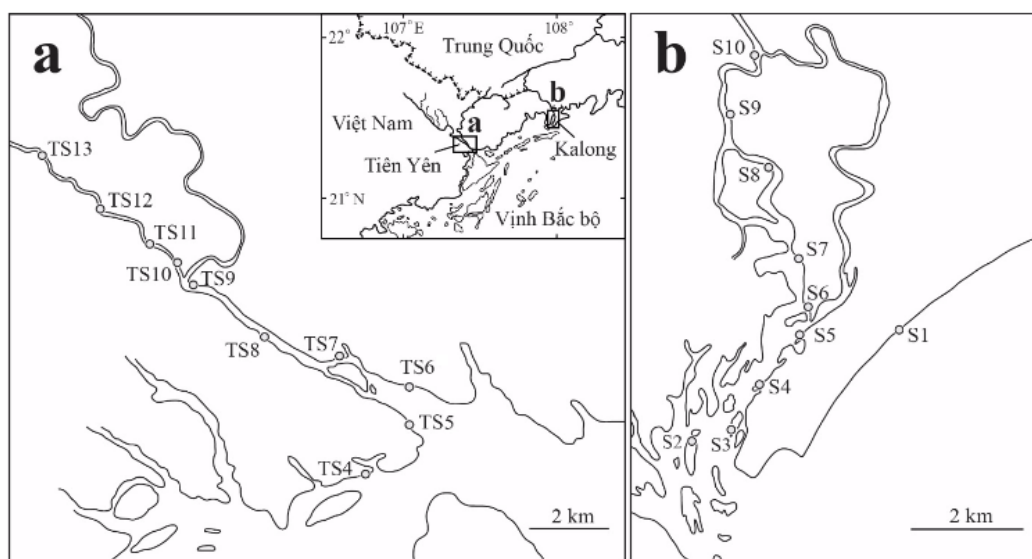 a
TS13
TS12
TS11
TS10
TS9
TS8
TS7
TS6
TS5
TS4
2 km
107°E
108°
22°
21°N
Trung Quốc
b
Việt Nam
a
Kalong
Tiên Yên
Vịnh Bắc bộ
b
S10
S9
S8
S7
S6
S5
S1
S4
S2
S3
2 km